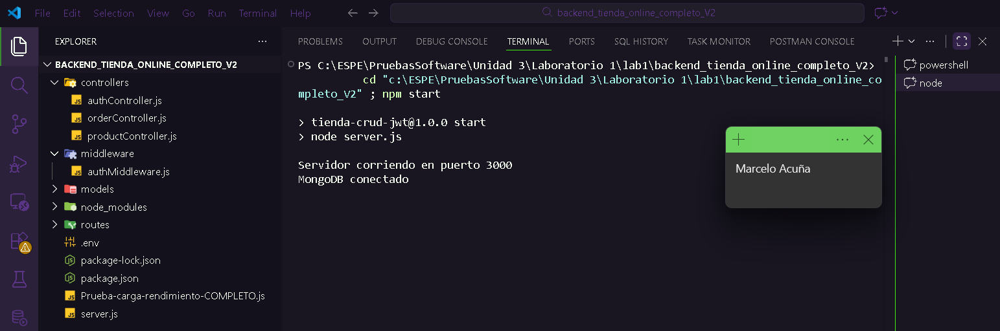 File Edit Selection View Go Run Terminal Help
backend_tienda_online_completo_V2
EXPLORER
BACKEND_TIENDA_ONLINE_COMPLETO_V2
controllers
authController.js
orderController.js
productController.js
middleware
authMiddleware.js
models
node_modules
routes
.env
package-lock.json
package.json
Prueba-carga-rendimiento-COMPLETO.js
server.js
PROBLEMS OUTPUT DEBUG CONSOLE TERMINAL PORTS SQL HISTORY TASK MONITOR POSTMAN CONSOLE
PS C:\ESPE\PruebasSoftware\Unidad 3\Laboratorio 1\lab1\backend_tienda_online_completo_V2>
cd "c:\ESPE\PruebasSoftware\Unidad 3\Laboratorio 1\lab1\backend_tienda_online_co
mpleto_V2" ; npm start
> tienda-crud-jwt@1.0.0 start
> node server.js
Servidor corriendo en puerto 3000
MongoDB conectado
powershell
node
Marcelo Acuña